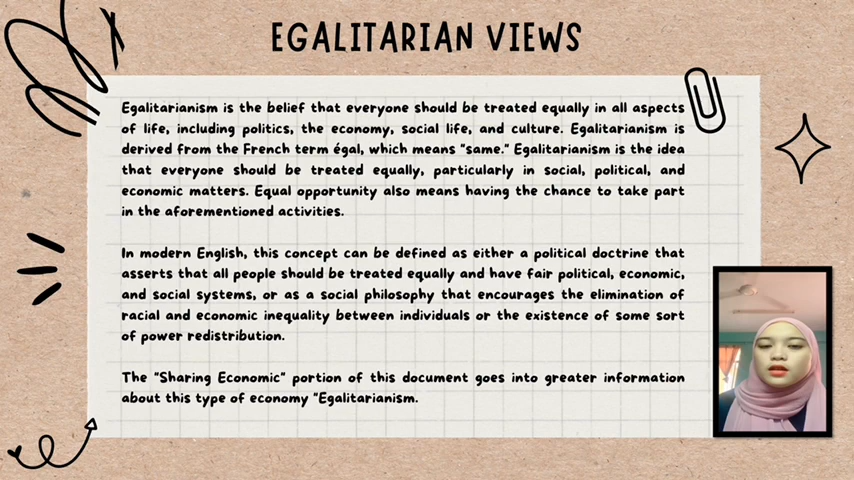 EGALITARIAN VIEWS
Egalitarianism is the belief that everyone should be treated equally in all aspects
of life, including politics, the economy, social life, and culture. Egalitarianism is
derived from the French term égal, which means "same." Egalitarianism is the idea
that everyone should be treated equally, particularly in social, political, and
economic matters. Equal opportunity also means having the chance to take part
in the aforementioned activities.
In modern English, this concept can be defined as either a political doctrine that
asserts that all people should be treated equally and have fair political, economic,
and social systems, or as a social philosophy that encourages the elimination of
racial and economic inequality between individuals or the existence of some sort
of power redistribution.
The "Sharing Economic" portion of this document goes into greater information
about this type of economy "Egalitarianism.